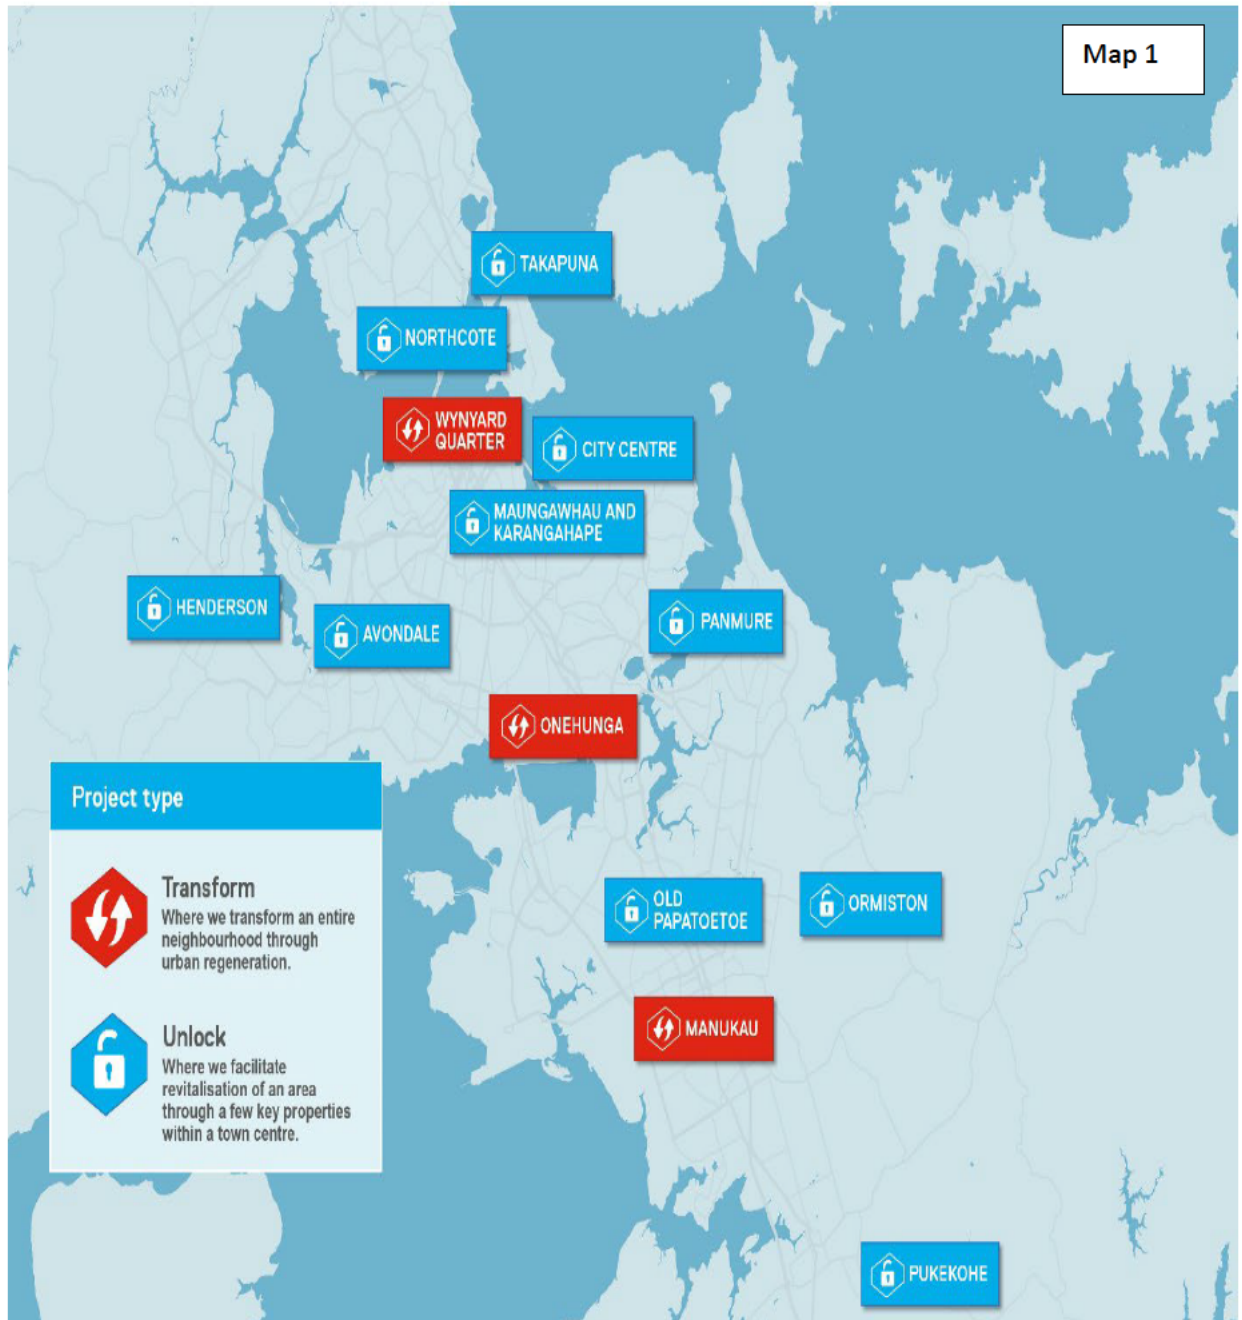 Map 1
TAKAPUNA
NORTHCOTE
WYNYARD
QUARTER
CITY CENTRE
MAUNGAWHAU AND
KARANGAHAPE
HENDERSON
AVONDALE
PANMURE
ONEHUNGA
Project type
Transform
Where we transform an entire
neighbourhood through
urban regeneration.
Unlock
Where we facilitate
revitalisation of an area
through a few key properties
within a town centre.
OLD
PAPATOETOE
ORMISTON
MANUKAU
PUKEKOHE